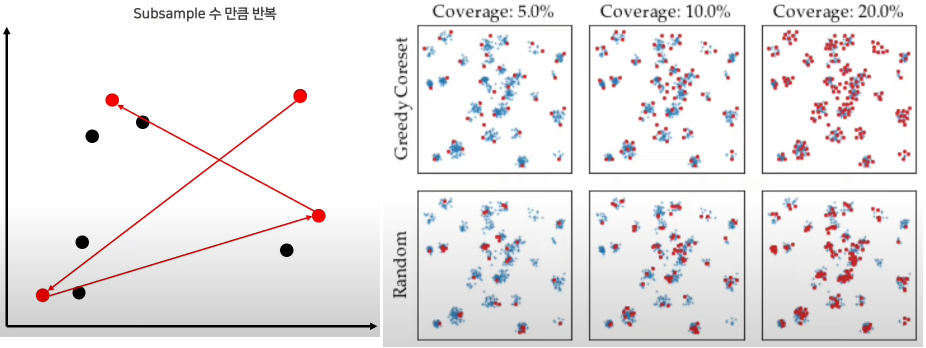 Subsample 수 만큼 반복
Coverage: 5.0%
Coverage: 10.0%
Coverage: 20.0%
Greedy Coreset
Random